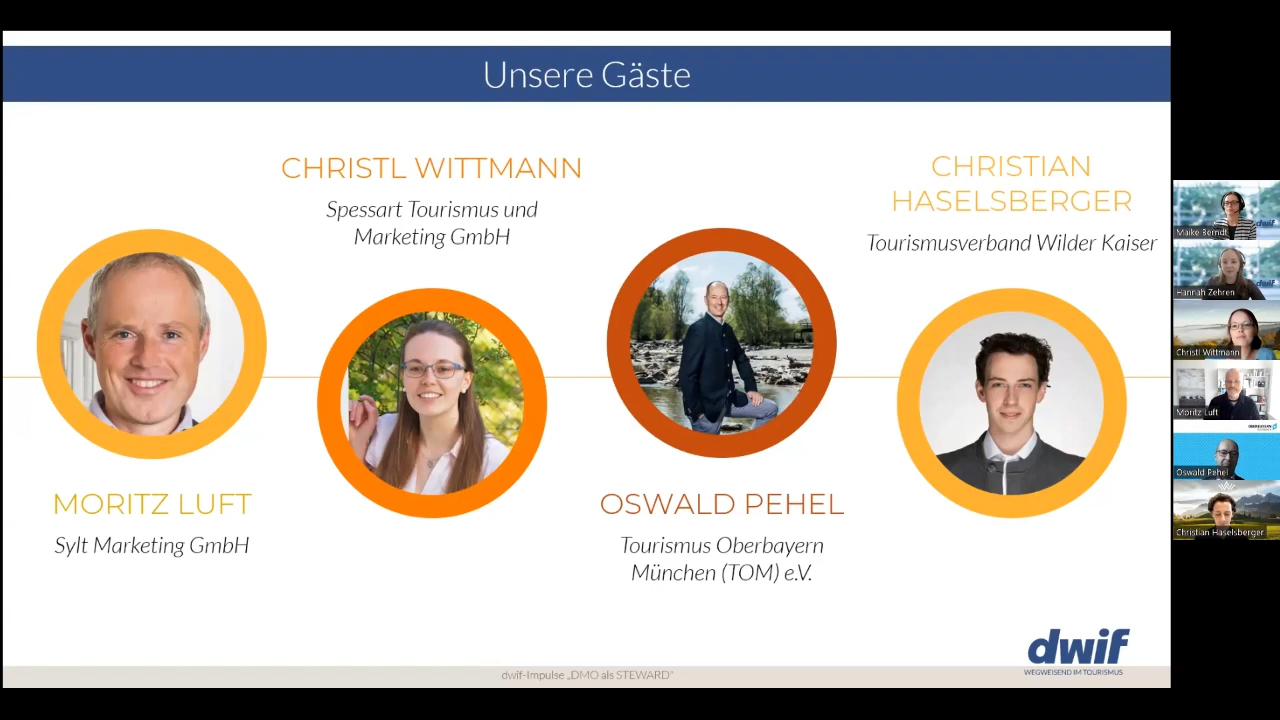 Unsere Gäste
CHRISTL WITTMANN
Spessart Tourismus und
Marketing GmbH
CHRISTIAN
HASELSBERGER
Tourismusverband Wilder Kaiser
MORITZ LUFT
Sylt Marketing GmbH
OSWALD PEHEL
Tourismus Oberbayern
München (TOM) e.V.
dwif
WEGWEISEND IM TOURISMUS
dwif-Impulse „DMO als STEWARD"
Maike Berndt
dwif
Hannah Zehren
dwif
Christl Wittmann
Moritz Luft
Oswald Pehel
Christian Haselsberger